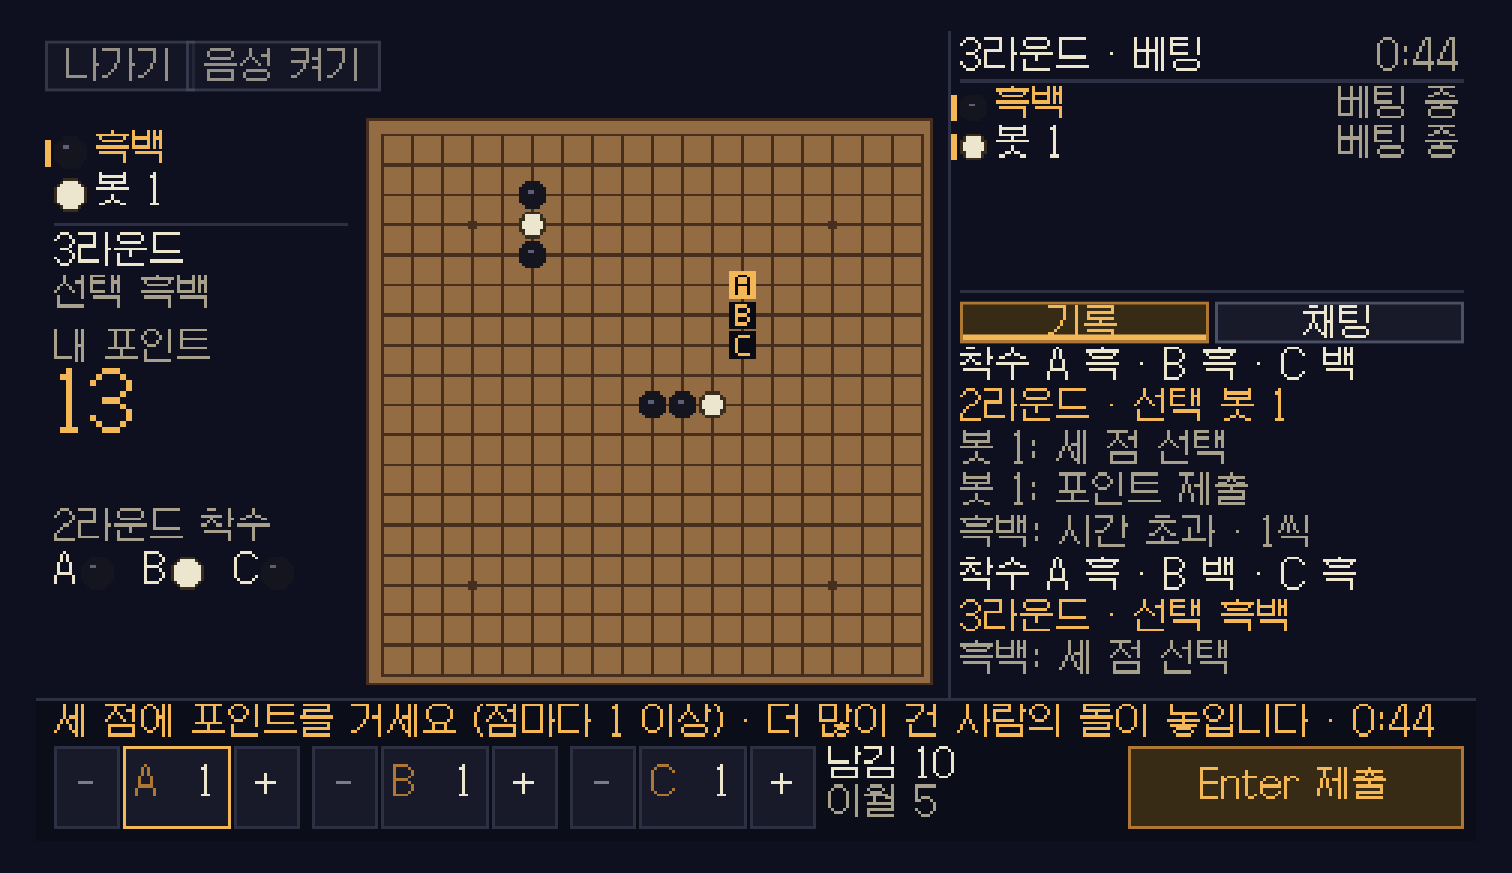 나가기 음성 켜기
흑백
봇 1
3라운드
선택 흑백
내 포인트
13
2라운드 착수
A B C
A
B
C
3라운드 · 베팅 0:44
흑백 베팅 중
봇 1 베팅 중
기록 채팅
착수 A 흑 · B 흑 · C 백
2라운드 · 선택 봇 1
봇 1: 세 점 선택
봇 1: 포인트 제출
흑백: 시간 초과 · 1씩
착수 A 흑 · B 백 · C 흑
3라운드 · 선택 흑백
흑백: 세 점 선택
세 점에 포인트를 거세요 (점마다 1 이상) · 더 많이 건 사람의 돌이 놓입니다 · 0:44
- A 1 + - B 1 + - C 1 +
남김 10
이월 5
Enter 제출